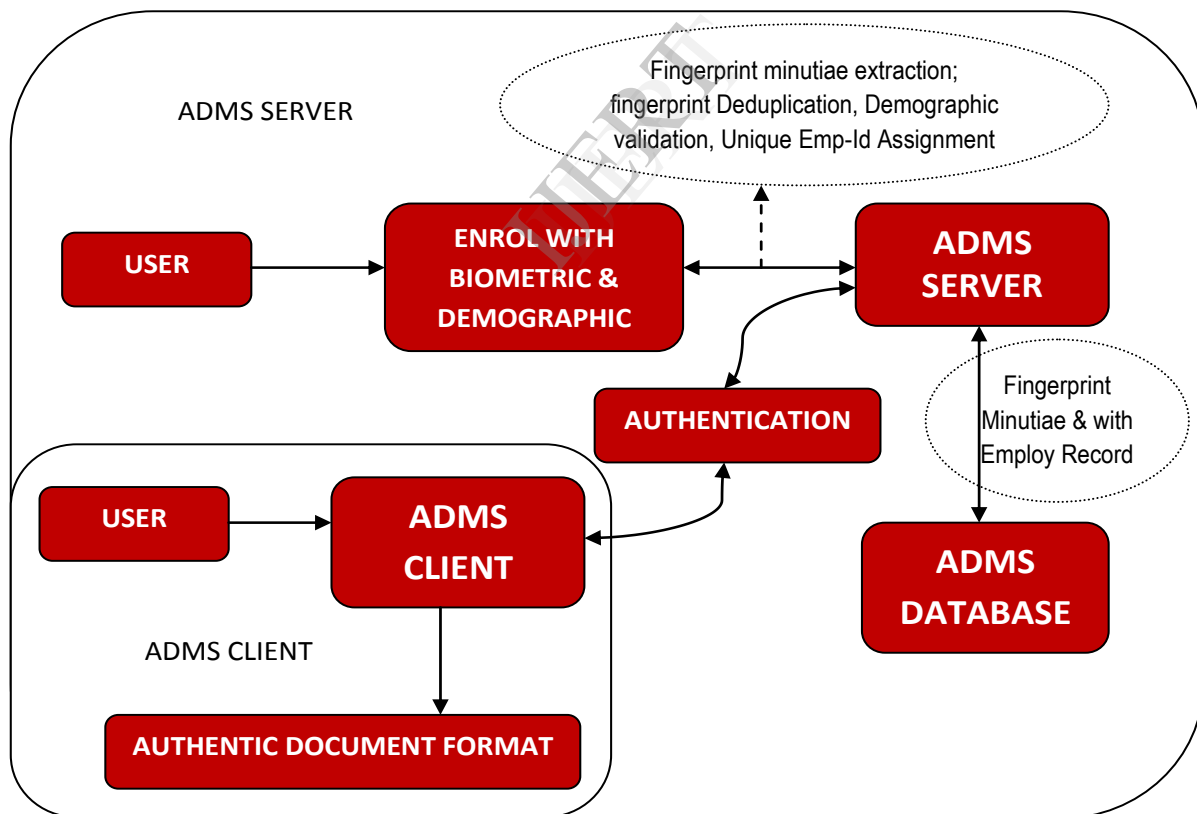 Fingerprint minutiae extraction;
fingerprint Deduplication, Demographic
validation, Unique Emp-Id Assignment
ADMS SERVER
IJERT
USER
ENROL WITH
BIOMETRIC &
DEMOGRAPHIC
ADMS
SERVER
Fingerprint
Minutiae & with
Employ Record
AUTHENTICATION
USER
ADMS
CLIENT
ADMS
DATABASE
ADMS CLIENT
AUTHENTIC DOCUMENT FORMAT